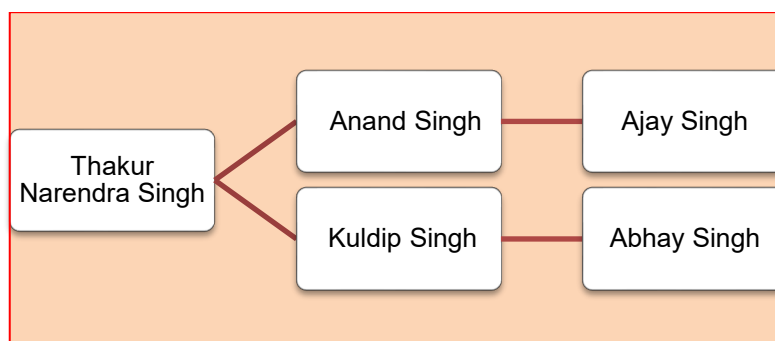 Thakur
Narendra Singh
Anand Singh
Ajay Singh
Kuldip Singh
Abhay Singh